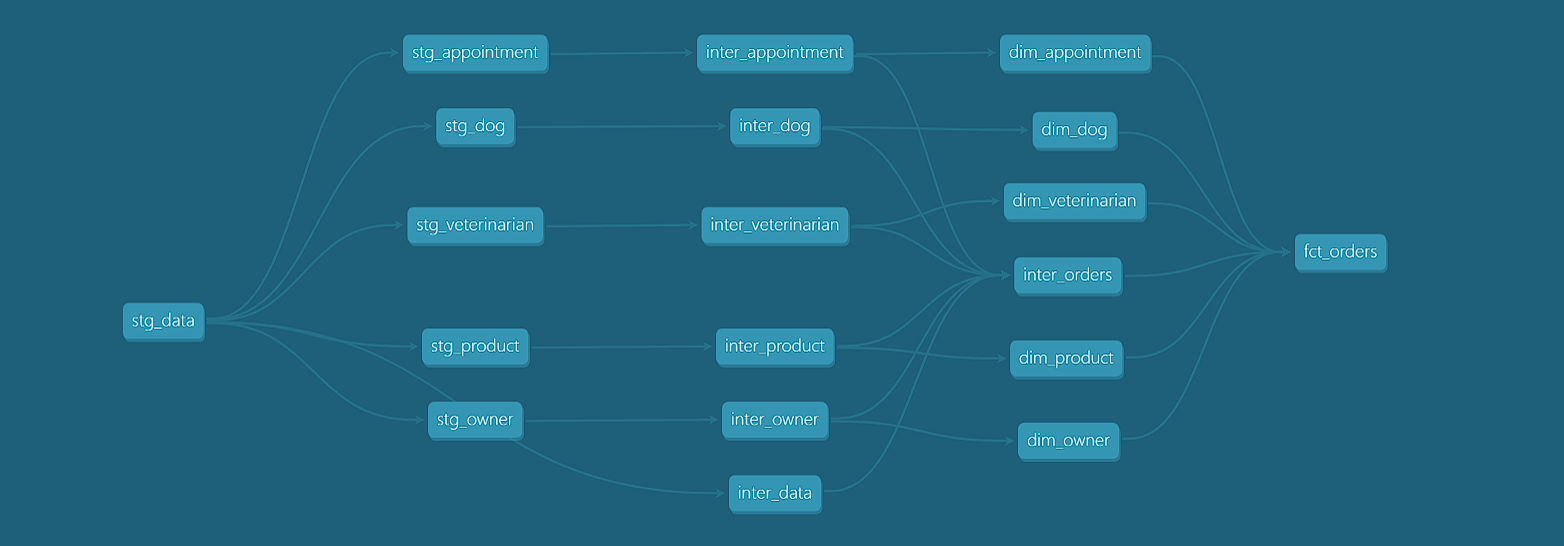 stg_appointment inter_appointment dim_appointment
stg_dog inter_dog dim_dog
stg_veterinarian inter_veterinarian dim_veterinarian
inter_orders fct_orders
stg_data
stg_product inter_product dim_product
stg_owner inter_owner dim_owner
inter_data